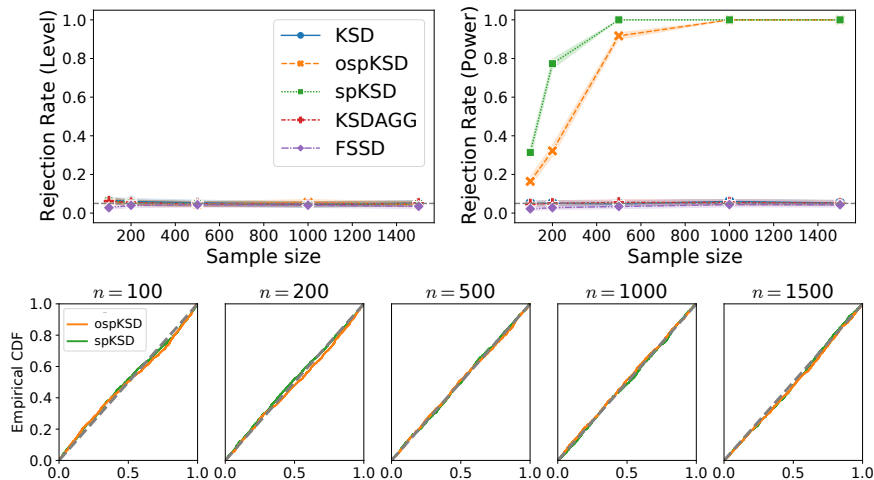 Rejection Rate (Level)
1.0
0.8
0.6
0.4
0.2
0.0
KSD
ospKSD
spKSD
KSDAGG
FSSD
200 400 600 800 1000 1200 1400
Sample size
Rejection Rate (Power)
1.0
0.8
0.6
0.4
0.2
0.0
200 400 600 800 1000 1200 1400
Sample size
n = 100
n = 200
n = 500
n = 1000
n = 1500
Empirical CDF
1.0
0.8
0.6
0.4
0.2
0.0
ospKSD
spKSD
0.0 0.5 1.0
0.0 0.5 1.0
0.0 0.5 1.0
0.0 0.5 1.0
0.0 0.5 1.0